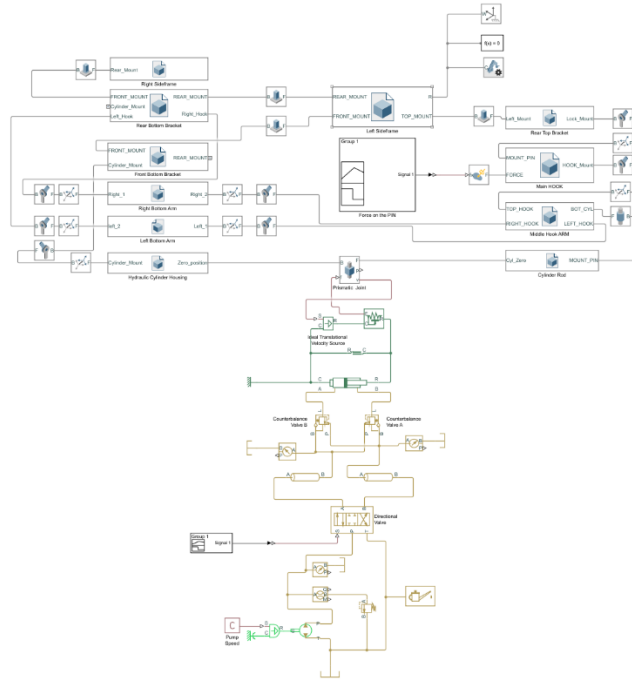 f(x) = 0
Rear_Mount
Right Sideframe
FRONT_MOUNT
REAR_MOUNT
Cylinder_Mount
Left_Hook
Right_Hook
Rear Bottom Bracket
REAR_MOUNT
R
FRONT_MOUNT
TOP_MOUNT
Left Sideframe
Left_Mount
Lock_Mount
Rear Top Bracket
FRONT_MOUNT
Cylinder_Mount
REAR_MOUNT
Front Bottom Bracket
Group 1
Signal 1
Force on the PIN
MOUNT_PIN
HOOK_Mount
FORCE
Main HOOK
Right_1
Right_2
Right Bottom Arm
TOP_HOOK
BOT_CYL
RIGHT_HOOK
LEFT_HOOK
Middle Hook ARM
left_2
Left_1
Left Bottom Arm
Cylinder_Mount
Zero_position
Hydraulic Cylinder Housing
Prismatic Joint
Cyl_Zero
MOUNT_PIN
Cylinder Rod
Ideal Translational
Velocity Source
R
C
C
R
A
B
Counterbalance
Valve B
Counterbalance
Valve A
A
B
A
B
Directional
Valve
Group 1
Signal 1
C
Pump
Speed